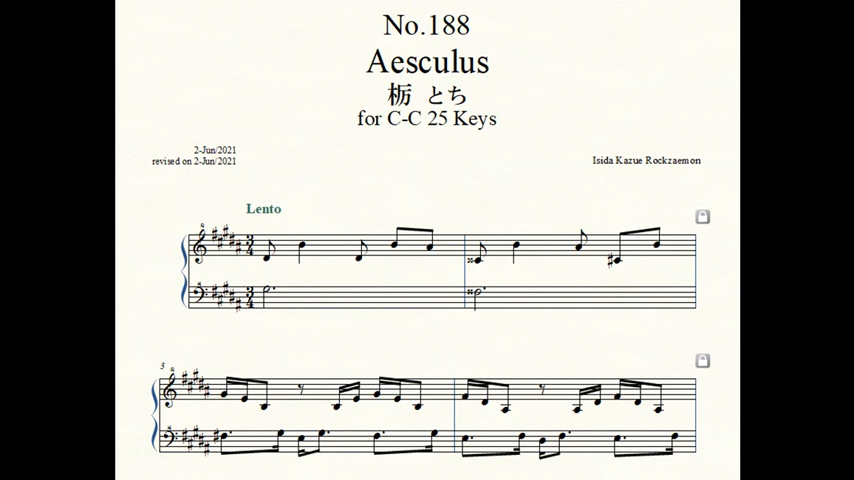 No.188
Aesculus
栃 とち
for C-C 25 Keys
2-Jun/2021
revised on 2-Jun/2021
Isida Kazue Rockzaemon
Lento
3